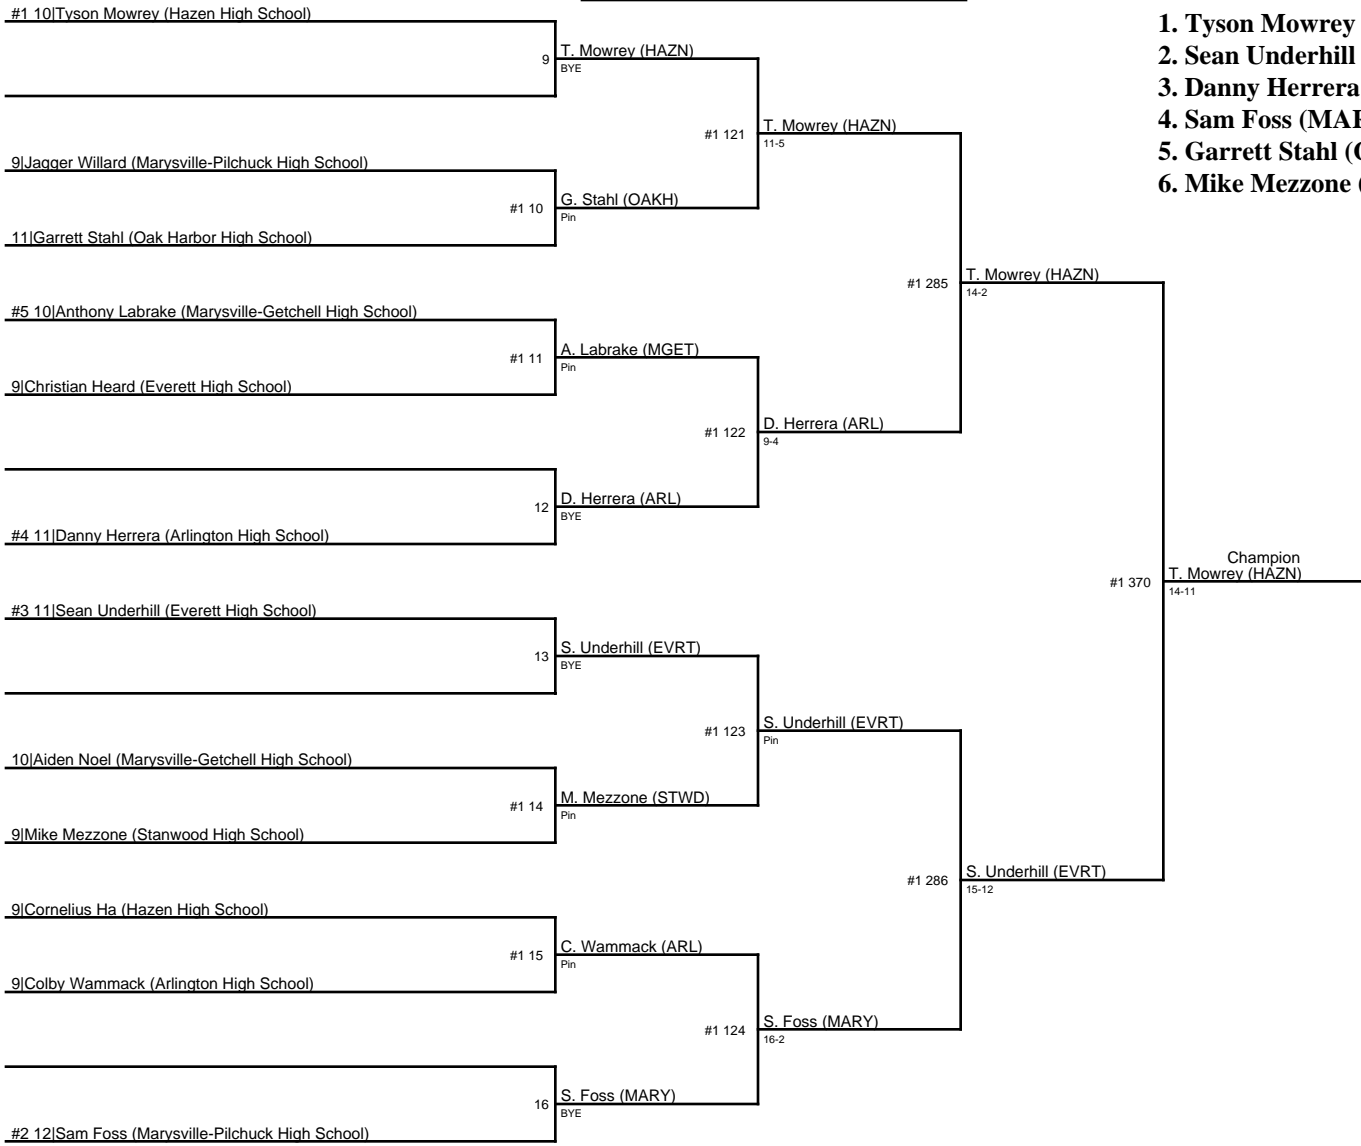 #1 10|Tyson Mowrey (Hazen High School)
9
T. Mowrey (HAZN)
BYE
#1 121
T. Mowrey (HAZN)
11-5
9|Jagger Willard (Marysville-Pilchuck High School)
#1 10
G. Stahl (OAKH)
Pin
11|Garrett Stahl (Oak Harbor High School)
#1 285
T. Mowrey (HAZN)
14-2
#5 10|Anthony Labrake (Marysville-Getchell High School)
#1 11
A. Labrake (MGET)
Pin
9|Christian Heard (Everett High School)
#1 122
D. Herrera (ARL)
9-4
12
D. Herrera (ARL)
BYE
#4 11|Danny Herrera (Arlington High School)
Champion
#1 370
T. Mowrey (HAZN)
14-11
#3 11|Sean Underhill (Everett High School)
13
S. Underhill (EVRT)
BYE
#1 123
S. Underhill (EVRT)
Pin
10|Aiden Noel (Marysville-Getchell High School)
#1 14
M. Mezzone (STWD)
Pin
9|Mike Mezzone (Stanwood High School)
#1 286
S. Underhill (EVRT)
15-12
9|Cornelius Ha (Hazen High School)
#1 15
C. Wammack (ARL)
Pin
9|Colby Wammack (Arlington High School)
#1 124
S. Foss (MARY)
16-2
16
S. Foss (MARY)
BYE
#2 12|Sam Foss (Marysville-Pilchuck High School)
1. Tyson Mowrey
2. Sean Underhill
3. Danny Herrera
4. Sam Foss
5. Garrett Stahl
6. Mike Mezzone